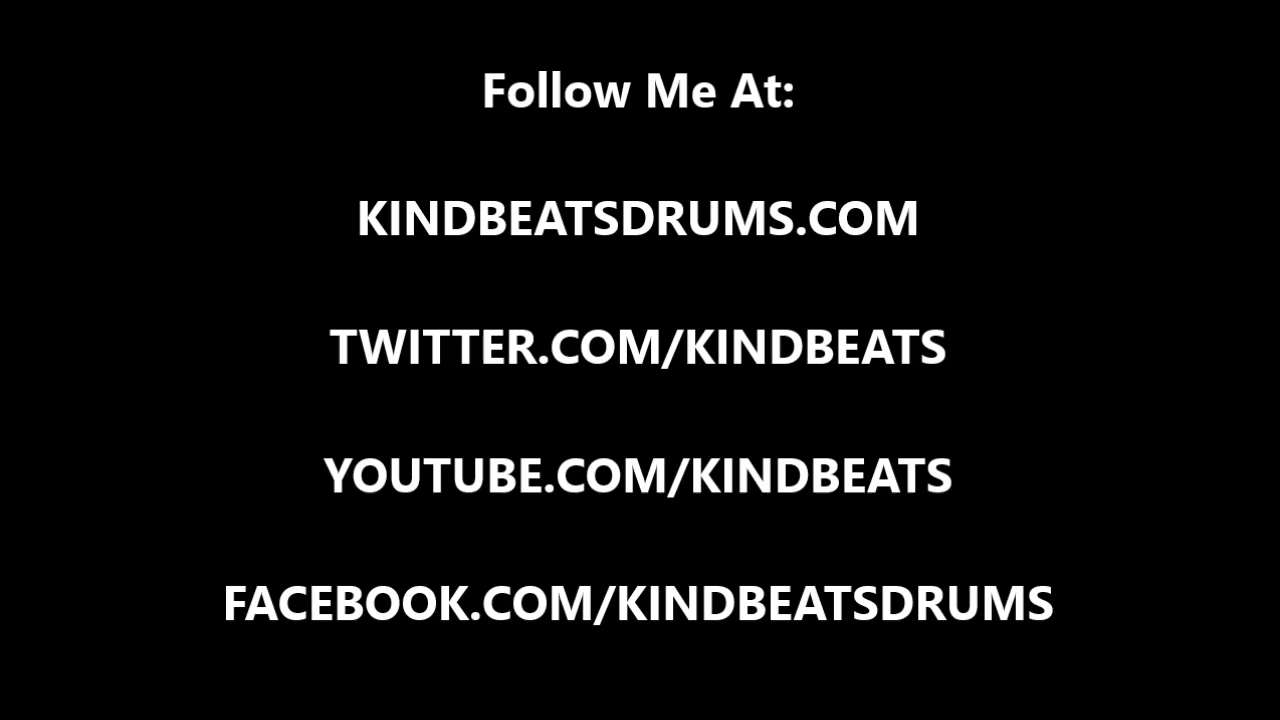 Follow Me At:
KINDBEATSDRUMS.COM
TWITTER.COM/KINDBEATS
YOUTUBE.COM/KINDBEATS
FACEBOOK.COM/KINDBEATSDRUMS